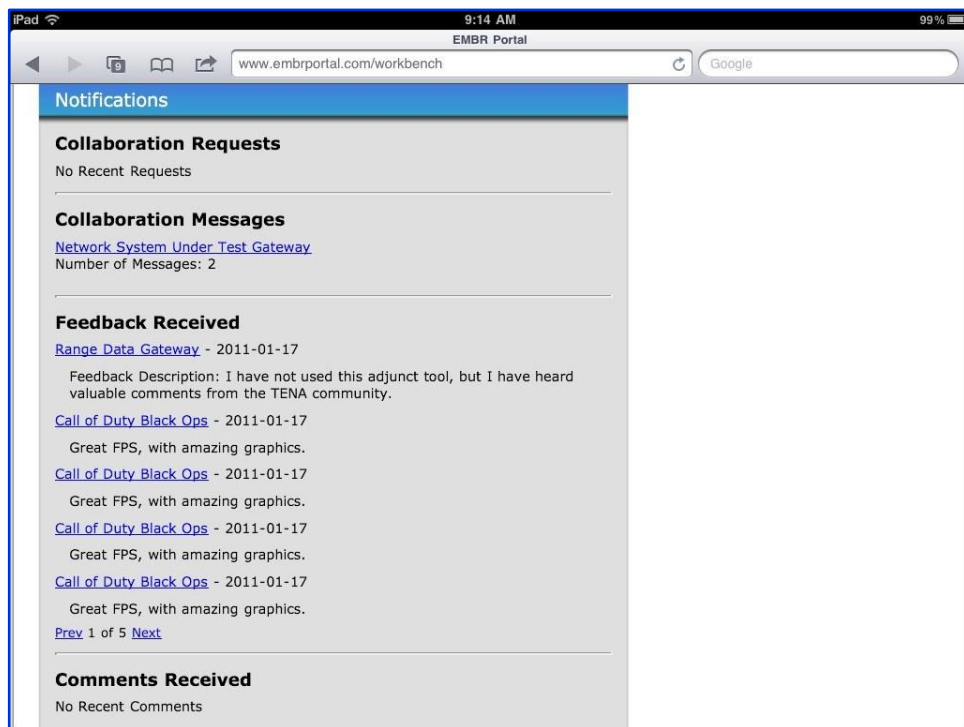 iPad 9:14 AM 99%
EMBR Portal
9 www.embrportal.com/workbench Google
Notifications
Collaboration Requests
No Recent Requests
Collaboration Messages
Network System Under Test Gateway
Number of Messages: 2
Feedback Received
Range Data Gateway - 2011-01-17
Feedback Description: I have not used this adjunct tool, but I have heard
valuable comments from the TENA community.
Call of Duty Black Ops - 2011-01-17
Great FPS, with amazing graphics.
Call of Duty Black Ops - 2011-01-17
Great FPS, with amazing graphics.
Call of Duty Black Ops - 2011-01-17
Great FPS, with amazing graphics.
Call of Duty Black Ops - 2011-01-17
Great FPS, with amazing graphics.
Prev 1 of 5 Next
Comments Received
No Recent Comments